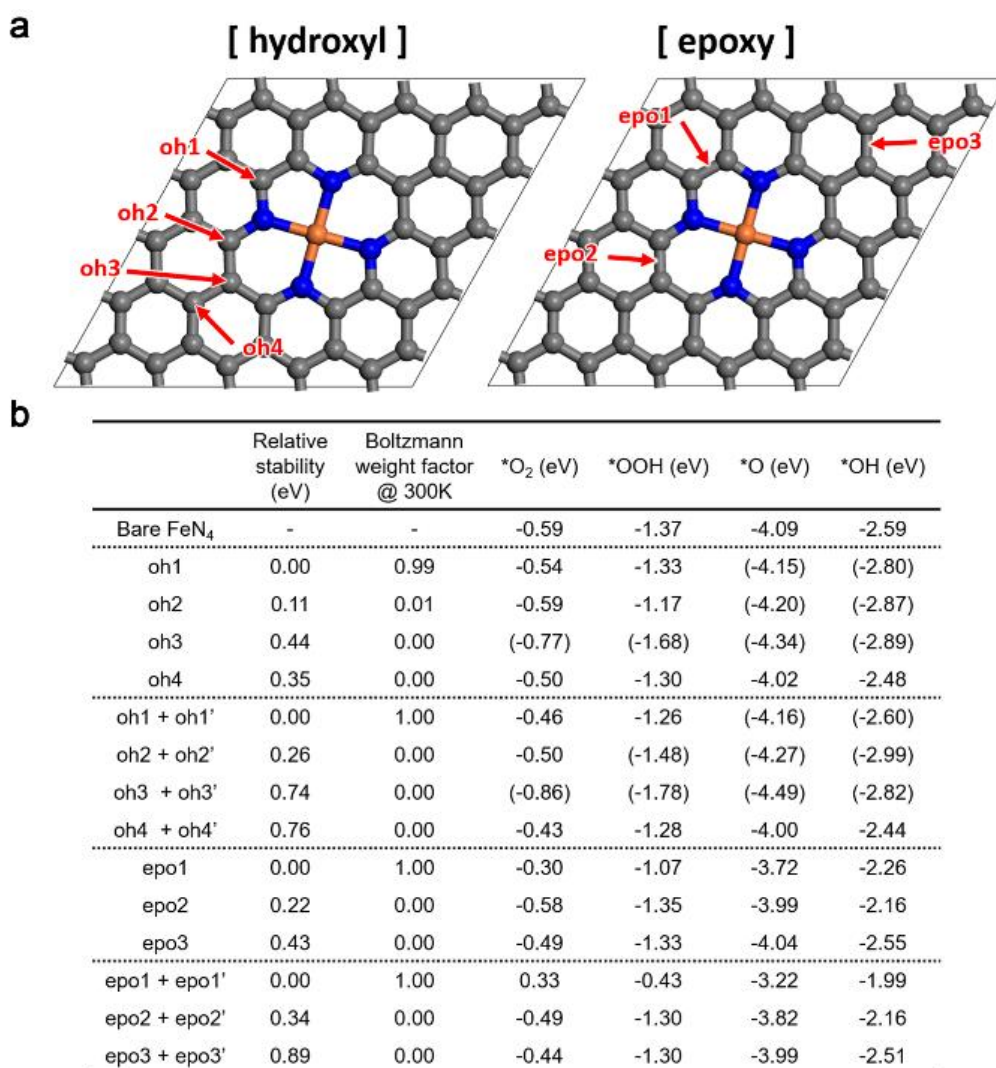 a
[ hydroxyl ] [ epoxy ]
oh1
oh2
oh3
oh4
epo1
epo2
epo3
b
Relative stability (eV) Boltzmann weight factor @ 300K *O₂ (eV) *OOH (eV) *O (eV) *OH (eV)
Bare FeN₄ - - -0.59 -1.37 -4.09 -2.59
oh1 0.00 0.99 -0.54 -1.33 (-4.15) (-2.80)
oh2 0.11 0.01 -0.59 -1.17 (-4.20) (-2.87)
oh3 0.44 0.00 (-0.77) (-1.68) (-4.34) (-2.89)
oh4 0.35 0.00 -0.50 -1.30 -4.02 -2.48
oh1 + oh1' 0.00 1.00 -0.46 -1.26 (-4.16) (-2.60)
oh2 + oh2' 0.26 0.00 -0.50 (-1.48) (-4.27) (-2.99)
oh3 + oh3' 0.74 0.00 (-0.86) (-1.78) (-4.49) (-2.82)
oh4 + oh4' 0.76 0.00 -0.43 -1.28 -4.00 -2.44
epo1 0.00 1.00 -0.30 -1.07 -3.72 -2.26
epo2 0.22 0.00 -0.58 -1.35 -3.99 -2.16
epo3 0.43 0.00 -0.49 -1.33 -4.04 -2.55
epo1 + epo1' 0.00 1.00 0.33 -0.43 -3.22 -1.99
epo2 + epo2' 0.34 0.00 -0.49 -1.30 -3.82 -2.16
epo3 + epo3' 0.89 0.00 -0.44 -1.30 -3.99 -2.51